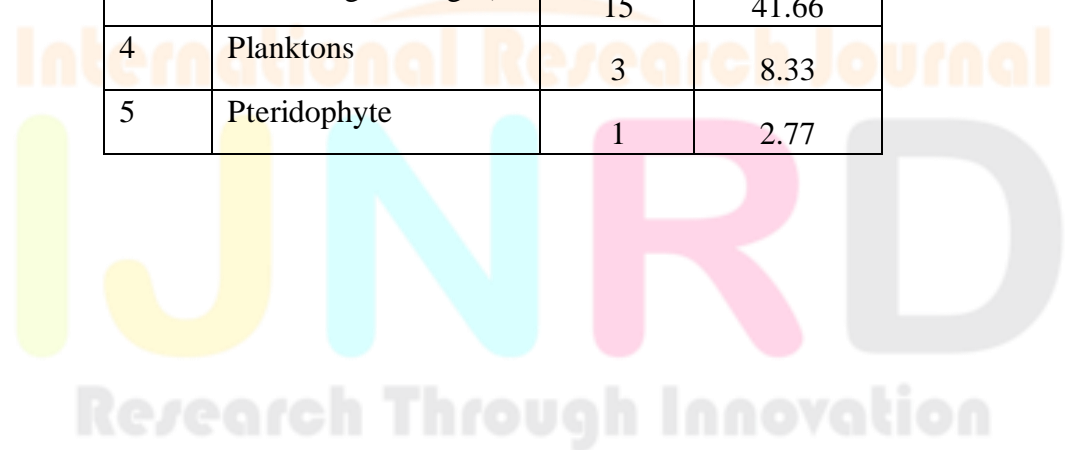 15 41.66
4 Planktons 3 8.33
International Research Journal
5 Pteridophyte 1 2.77
IJNRD
Research Through Innovation